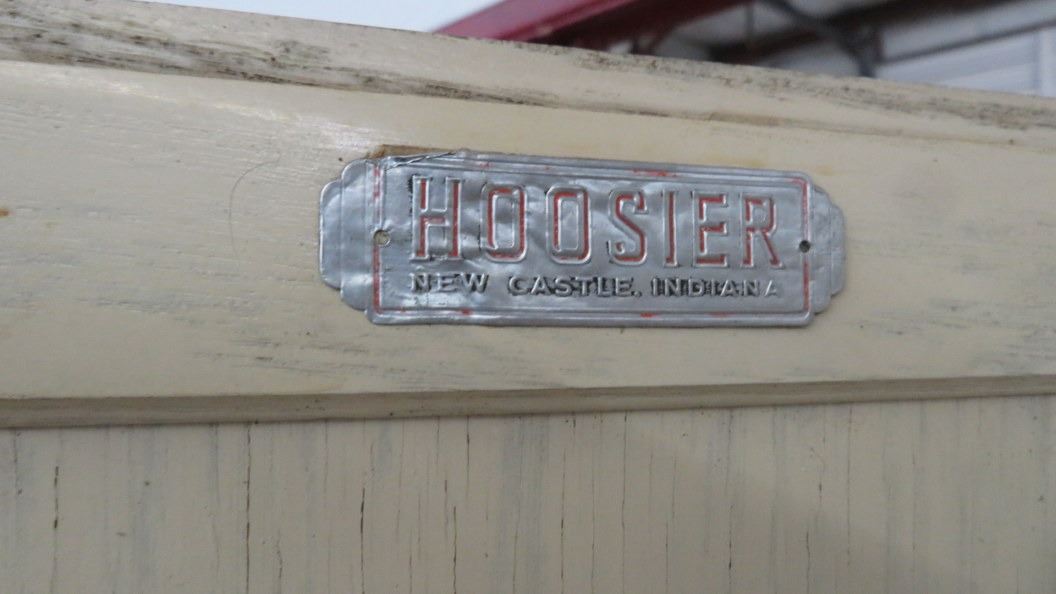 HOOSIER
NEW CASTLE, INDIANA